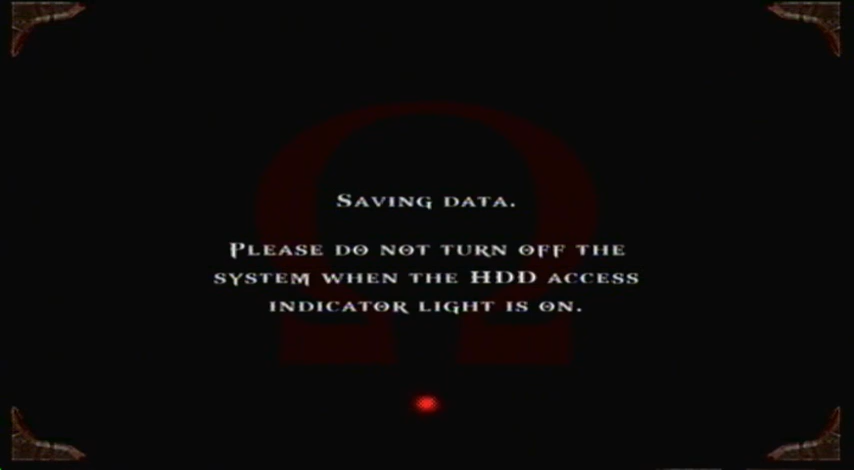 Saving data.
Please do not turn off the
system when the HDD access
indicator light is on.